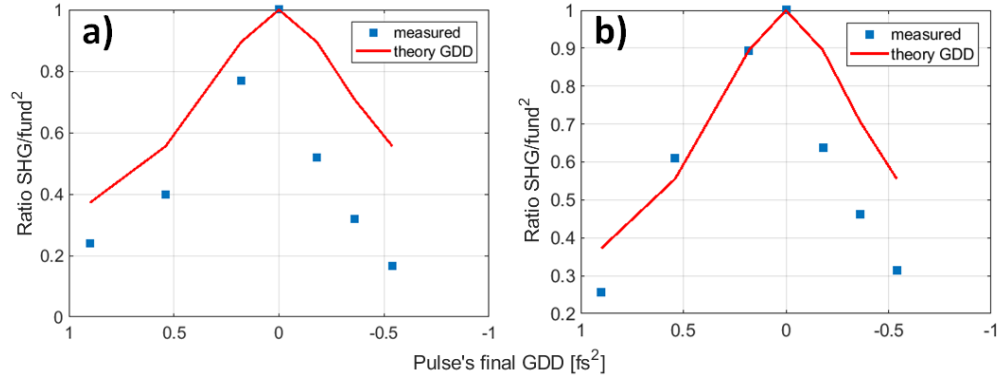 a)
Ratio SHG/fund²
1
0.8
0.6
0.4
0.2
0
1 0.5 0 -0.5 -1
measured
theory GDD
b)
Ratio SHG/fund²
1
0.9
0.8
0.7
0.6
0.5
0.4
0.3
0.2
1 0.5 0 -0.5 -1
measured
theory GDD
Pulse's final GDD [fs²]